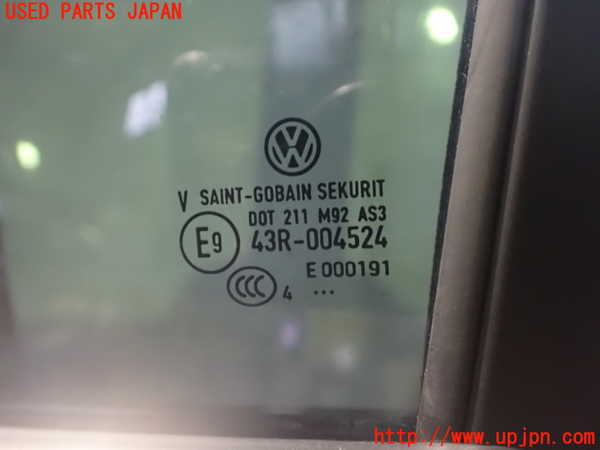 USED PARTS JAPAN
V SAINT-GOBAIN SEKURIT
DOT 211 M92 AS3
E9 43R-004524
E000191
CCC 4 ...
http://www.upjpn.com